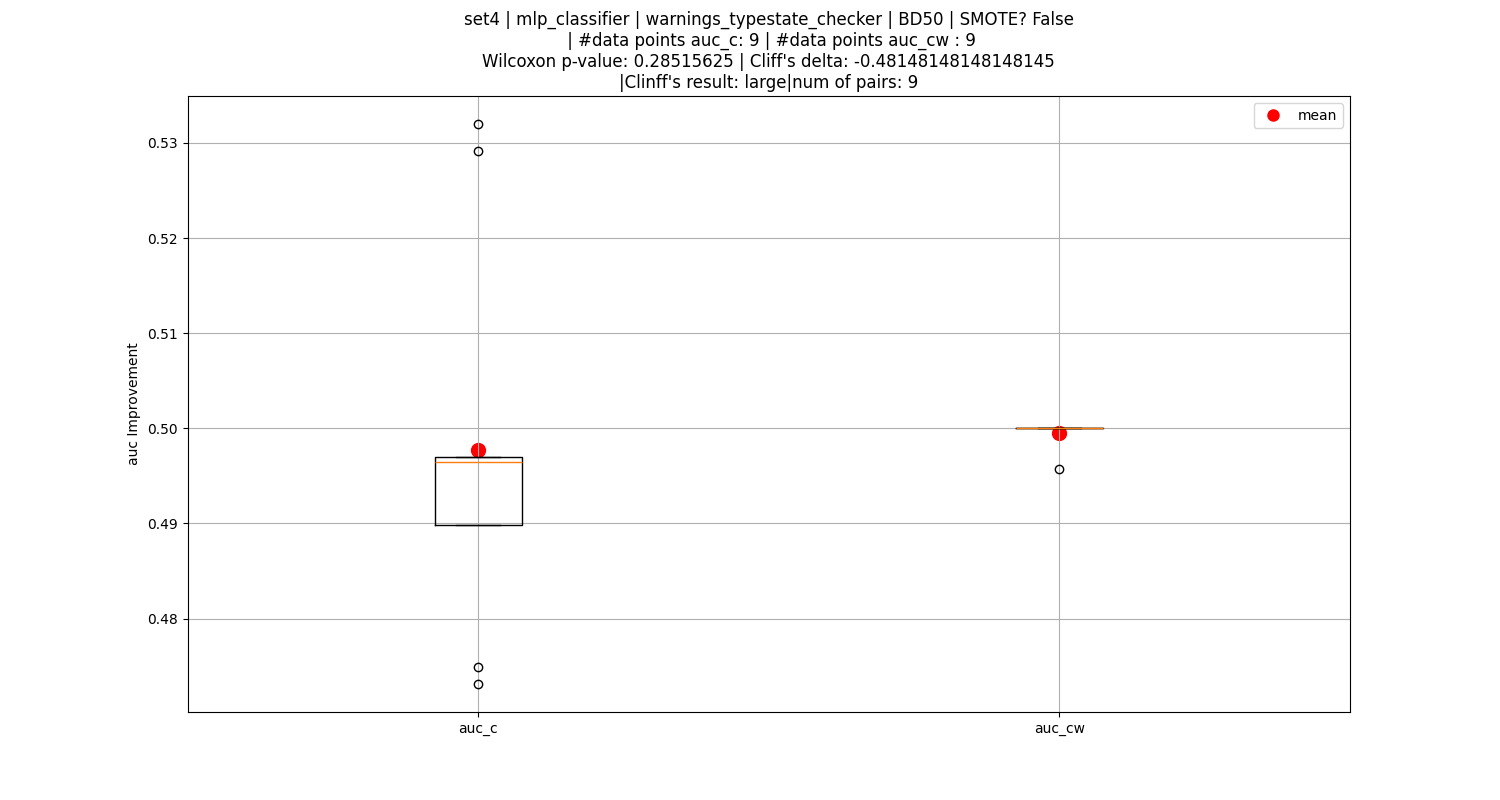 set4 | mlp_classifier | warnings_typestate_checker | BD50 | SMOTE? False
| #data points auc_c: 9 | #data points auc_cw : 9
Wilcoxon p-value: 0.28515625 | Cliff's delta: -0.48148148148148145
|Clinff's result: large|num of pairs: 9
mean
0.53
0.52
0.51
0.50
0.49
0.48
auc Improvement
auc_c
auc_cw